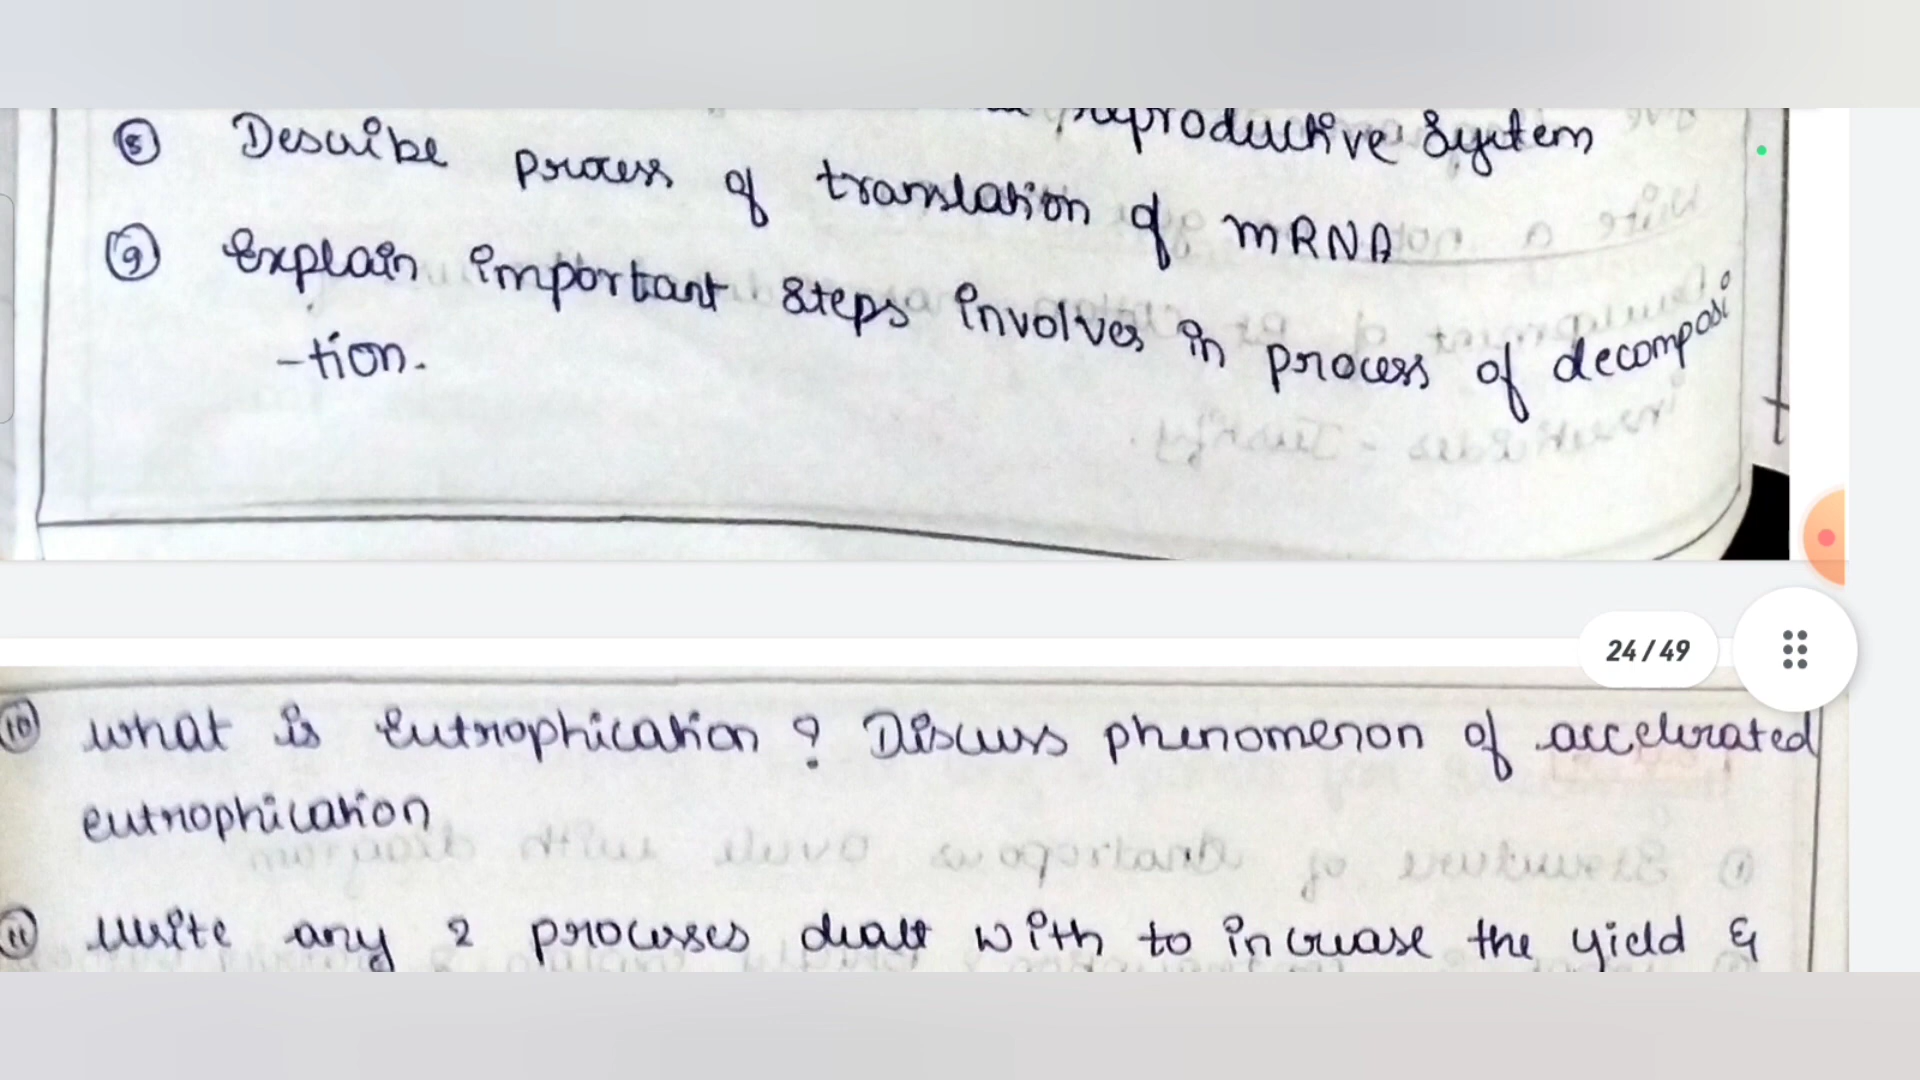 reproductive System
⑧ Describe process of translation of mRNA
⑨ Explain important steps involves in process of decomposi
-tion.
24/49
⑩ what is Eutrophication ? Discuss phenomenon of accelerated
eutrophication
⑪ write any 2 processes dealt with to increase the yield &